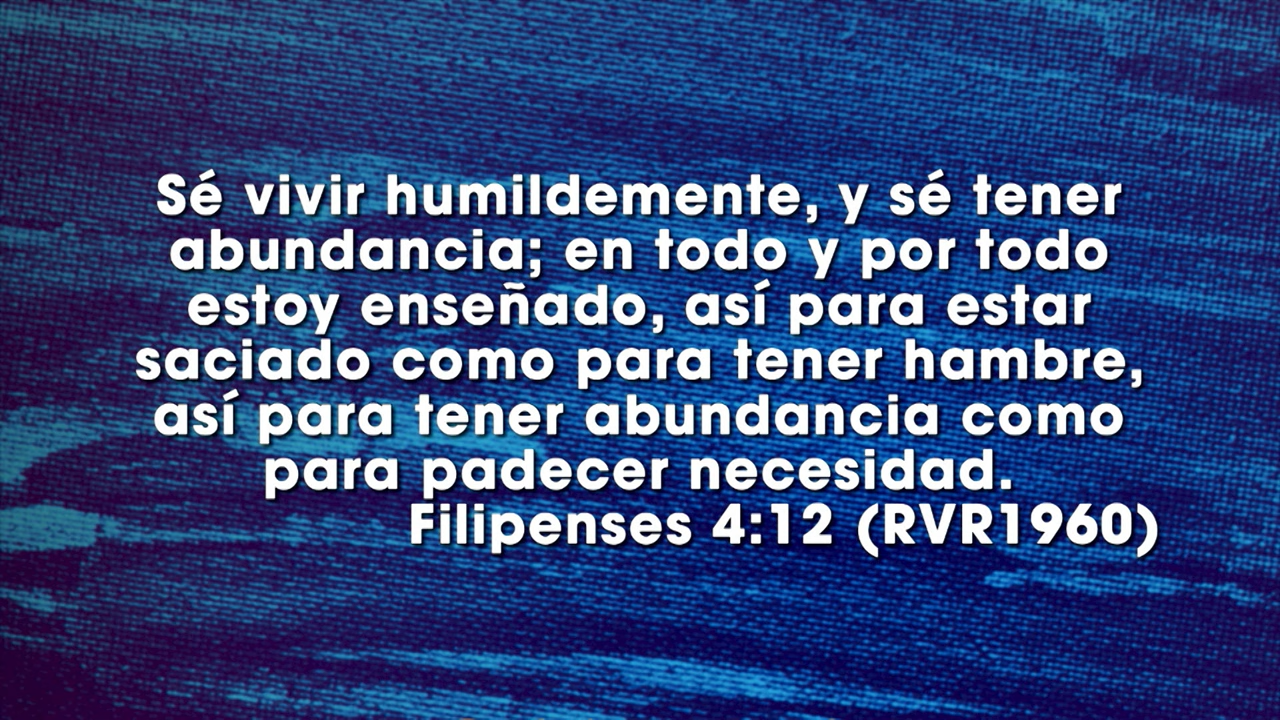 Sé vivir humildemente, y sé tener
abundancia; en todo y por todo
estoy enseñado, así para estar
saciado como para tener hambre,
así para tener abundancia como
para padecer necesidad.
Filipenses 4:12 (RVR1960)